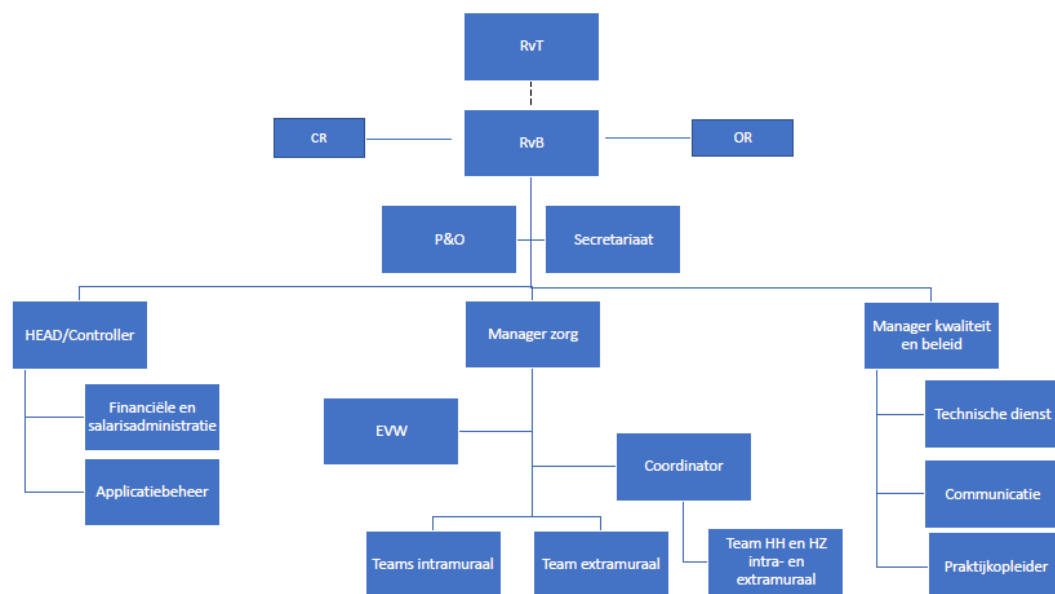 RvT
CR
RvB
OR
P&O
Secretariaat
HEAD/Controller
Manager zorg
Manager kwaliteit
en beleid
Financiële en
salarisadministratie
Applicatiebeheer
EVW
Coordinator
Teams intramuraal
Team extramuraal
Team HH en HZ
intra- en
extramuraal
Technische dienst
Communicatie
Praktijkopleider